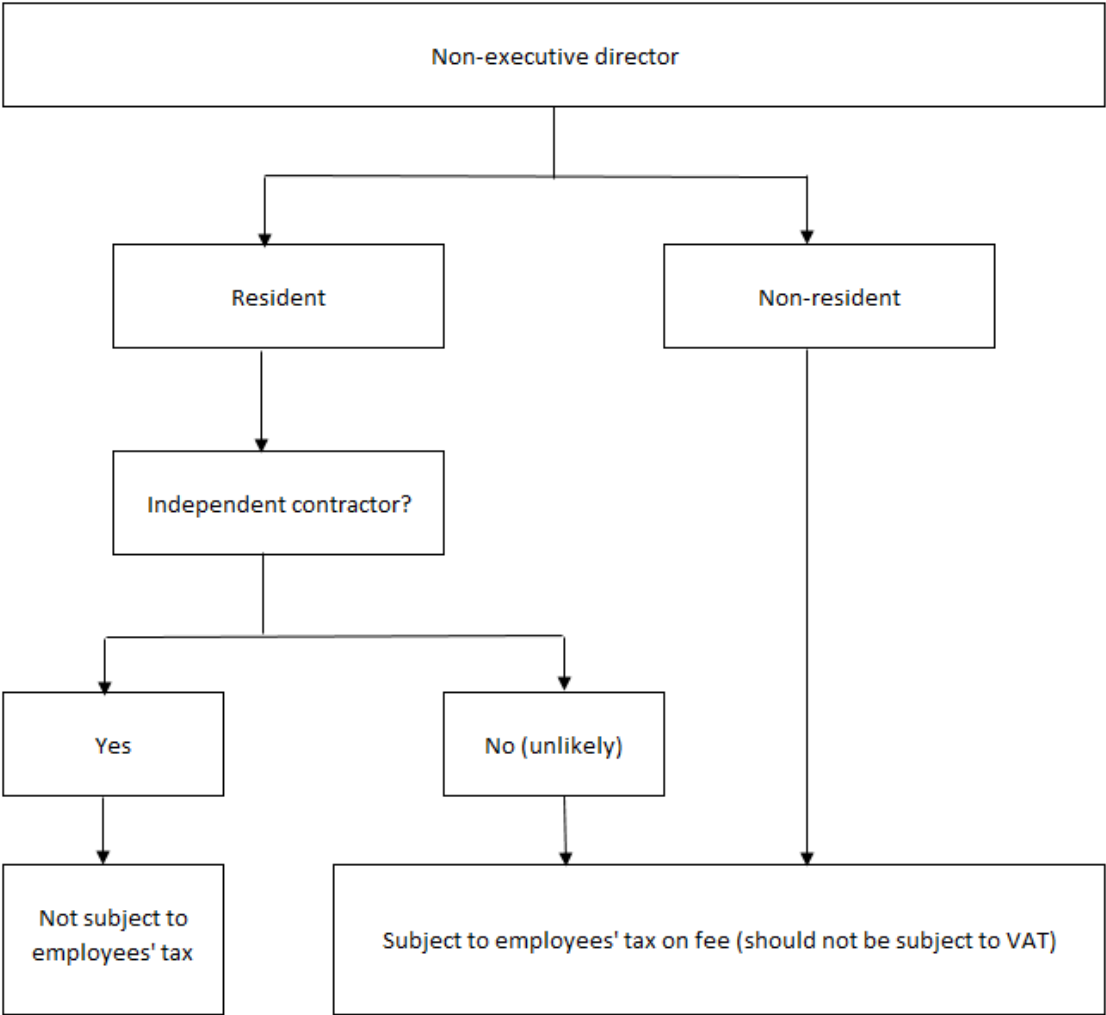 Non-executive director
Resident
Non-resident
Independent contractor?
Yes
No (unlikely)
Not subject to
employees' tax
Subject to employees' tax on fee (should not be subject to VAT)